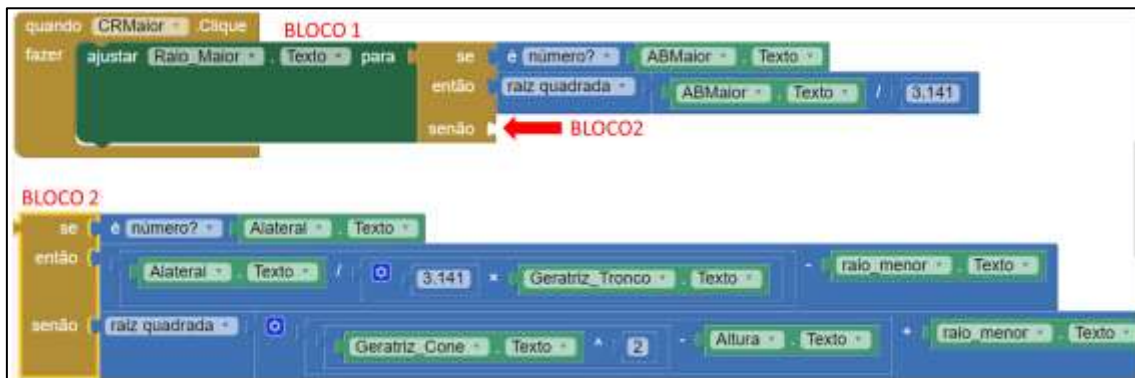 quando CRMaior . Clique BLOCO 1
fazer ajustar Raio_Maior . Texto para se é número? ABMaior . Texto
então raiz quadrada ABMaior . Texto / 3,141
senão BLOCO2
BLOCO 2
se é número? Alateral . Texto
então Alateral . Texto / 3,141 × Geratriz_Tronco . Texto - raio_menor . Texto
senão raiz quadrada Geratriz_Cone . Texto ^ 2 - Altura . Texto + raio_menor . Texto